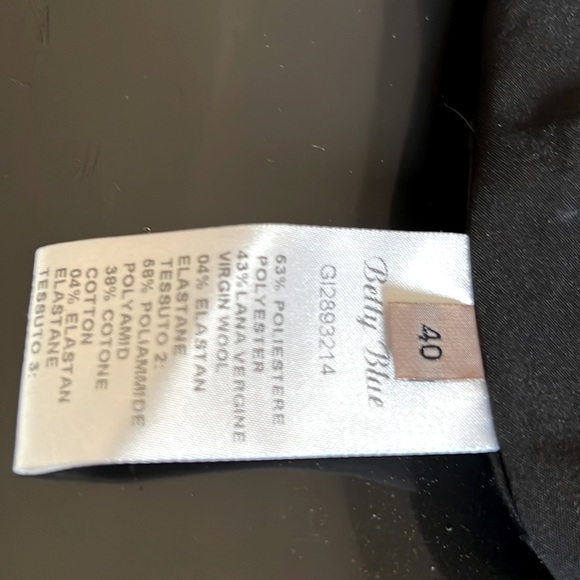 Betty Blue
40
GI2893214
53% POLIESTERE
POLYESTER
43% LANA VERGINE
VIRGIN WOOL
04% ELASTAN
ELASTANE
TESSUTO 2:
58% POLIAMMIDE
POLYAMID
38% COTONE
COTTON
04% ELASTAN
ELASTANE
TESSUTO 3: